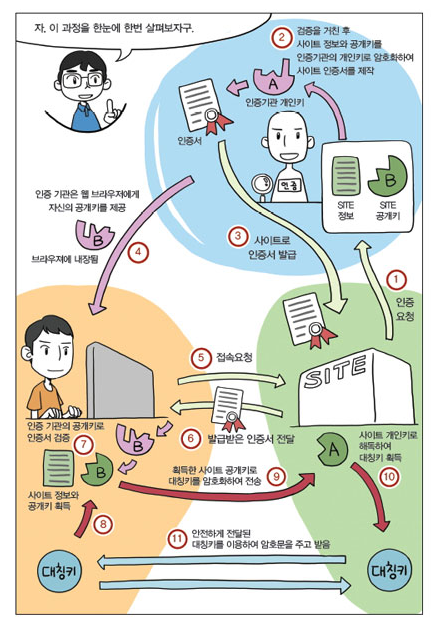 자, 이 과정을 한눈에 한번 살펴보자구.
2
검증을 거친 후
사이트 정보와 공개키를
인증기관의 개인키로 암호화하여
사이트 인증서를 제작
A
인증기관 개인키
인증서
인증
SITE
정보
B
SITE
공개키
3
사이트로
인증서 발급
인증 기관은 웹 브라우저에게
자신의 공개키를 제공
B
브라우져에 내장됨
4
1
인증
요청
5
접속요청
SITE
6
발급받은 인증서 전달
인증 기관의 공개키로
인증서 검증
7
B
B
사이트 정보와
공개키 획득
획득한 사이트 공개키로
대칭키를 암호화하여 전송
9
A
사이트 개인키로
해독하여
대칭키 획득
10
8
11
안전하게 전달된
대칭키를 이용하여 암호문을 주고 받음
대칭키
대칭키